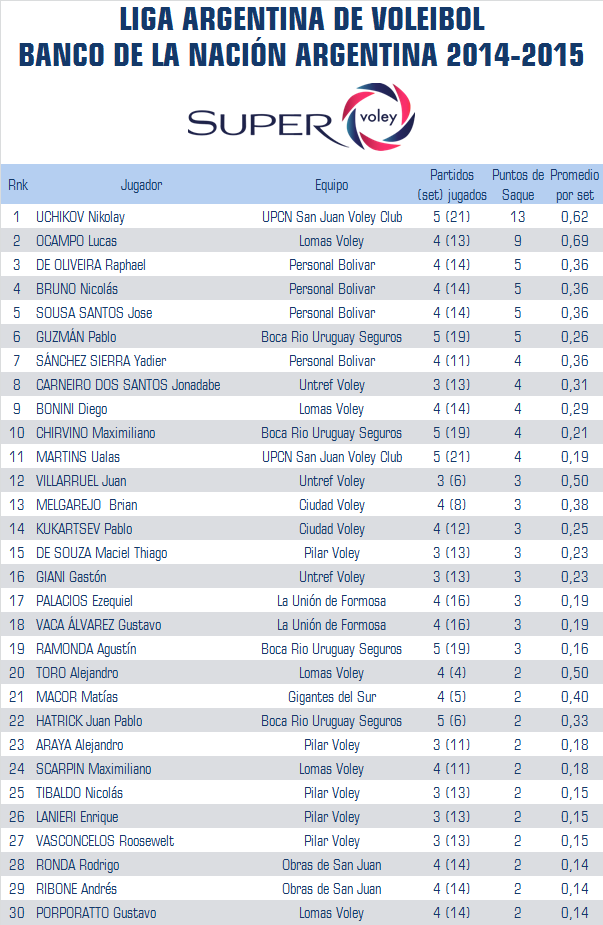 LIGA ARGENTINA DE VOLEIBOL
BANCO DE LA NACIÓN ARGENTINA 2014-2015
SUPER voley
Rnk Jugador Equipo Partidos (set) jugados Puntos de Saque Promedio por set
1 UCHIKOV Nikolay UPCN San Juan Voley Club 5 (21) 13 0,62
2 OCAMPO Lucas Lomas Voley 4 (13) 9 0,69
3 DE OLIVEIRA Raphael Personal Bolivar 4 (14) 5 0,36
4 BRUNO Nicolás Personal Bolivar 4 (14) 5 0,36
5 SOUSA SANTOS Jose Personal Bolivar 4 (14) 5 0,36
6 GUZMÁN Pablo Boca Rio Uruguay Seguros 5 (19) 5 0,26
7 SÁNCHEZ SIERRA Yadier Personal Bolivar 4 (11) 4 0,36
8 CARNEIRO DOS SANTOS Jonadabe Untref Voley 3 (13) 4 0,31
9 BONINI Diego Lomas Voley 4 (14) 4 0,29
10 CHIRVINO Maximiliano Boca Rio Uruguay Seguros 5 (19) 4 0,21
11 MARTINS Ualas UPCN San Juan Voley Club 5 (21) 4 0,19
12 VILLARRUEL Juan Untref Voley 3 (6) 3 0,50
13 MELGAREJO Brian Ciudad Voley 4 (8) 3 0,38
14 KUKARTSEV Pablo Ciudad Voley 4 (12) 3 0,25
15 DE SOUZA Maciel Thiago Pilar Voley 3 (13) 3 0,23
16 GIANI Gastón Untref Voley 3 (13) 3 0,23
17 PALACIOS Ezequiel La Unión de Formosa 4 (16) 3 0,19
18 VACA ÁLVAREZ Gustavo La Unión de Formosa 4 (16) 3 0,19
19 RAMONDA Agustín Boca Rio Uruguay Seguros 5 (19) 3 0,16
20 TORO Alejandro Lomas Voley 4 (4) 2 0,50
21 MACOR Matías Gigantes del Sur 4 (5) 2 0,40
22 HATRICK Juan Pablo Boca Rio Uruguay Seguros 5 (6) 2 0,33
23 ARAYA Alejandro Pilar Voley 3 (11) 2 0,18
24 SCARPIN Maximiliano Lomas Voley 4 (11) 2 0,18
25 TIBALDO Nicolás Pilar Voley 3 (13) 2 0,15
26 LANIERI Enrique Pilar Voley 3 (13) 2 0,15
27 VASCONCELOS Roosewelt Pilar Voley 3 (13) 2 0,15
28 RONDA Rodrigo Obras de San Juan 4 (14) 2 0,14
29 RIBONE Andrés Obras de San Juan 4 (14) 2 0,14
30 PORPORATTO Gustavo Lomas Voley 4 (14) 2 0,14